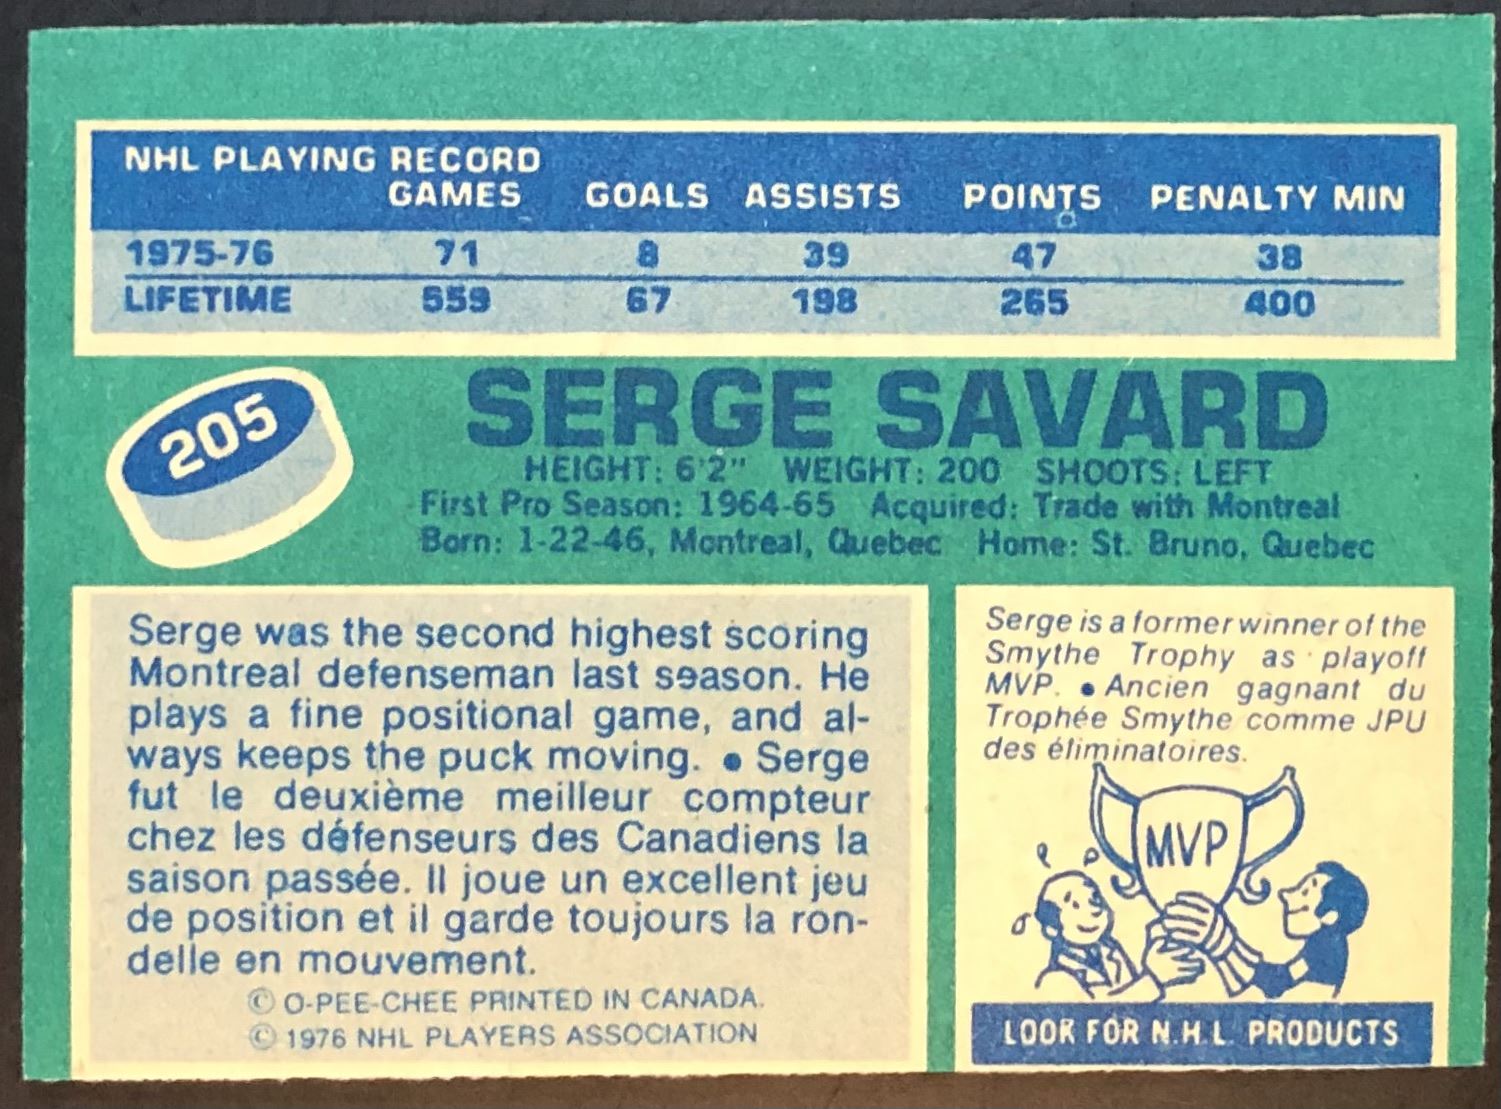 NHL PLAYING RECORD
GAMES GOALS ASSISTS POINTS PENALTY MIN
1975-76 71 8 39 47 38
LIFETIME 559 67 198 265 400
205
SERGE SAVARD
HEIGHT: 6'2" WEIGHT: 200 SHOOTS: LEFT
First Pro Season: 1964-65 Acquired: Trade with Montreal
Born: 1-22-46, Montreal, Quebec Home: St. Bruno, Quebec
Serge was the second highest scoring
Montreal defenseman last season. He
plays a fine positional game, and al-
ways keeps the puck moving. • Serge
fut le deuxième meilleur compteur
chez les défenseurs des Canadiens la
saison passée. Il joue un excellent jeu
de position et il garde toujours la ron-
delle en mouvement.
© O-PEE-CHEE PRINTED IN CANADA.
© 1976 NHL PLAYERS ASSOCIATION
Serge is a former winner of the
Smythe Trophy as playoff
MVP. • Ancien gagnant du
Trophée Smythe comme JPU
des éliminatoires.
MVP
LOOK FOR N.H.L. PRODUCTS